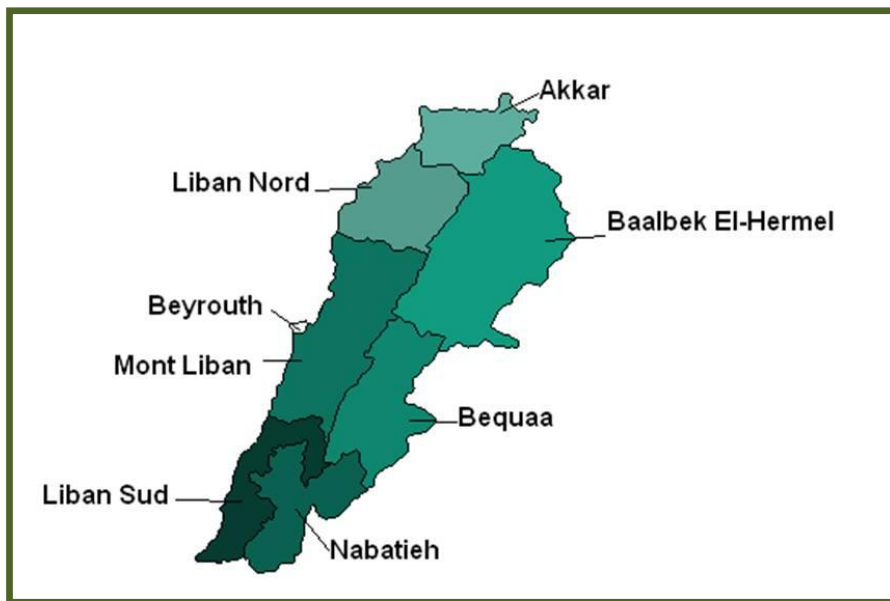 Akkar
Liban Nord
Baalbek El-Hermel
Beyrouth
Mont Liban
Bequaa
Liban Sud
Nabatieh